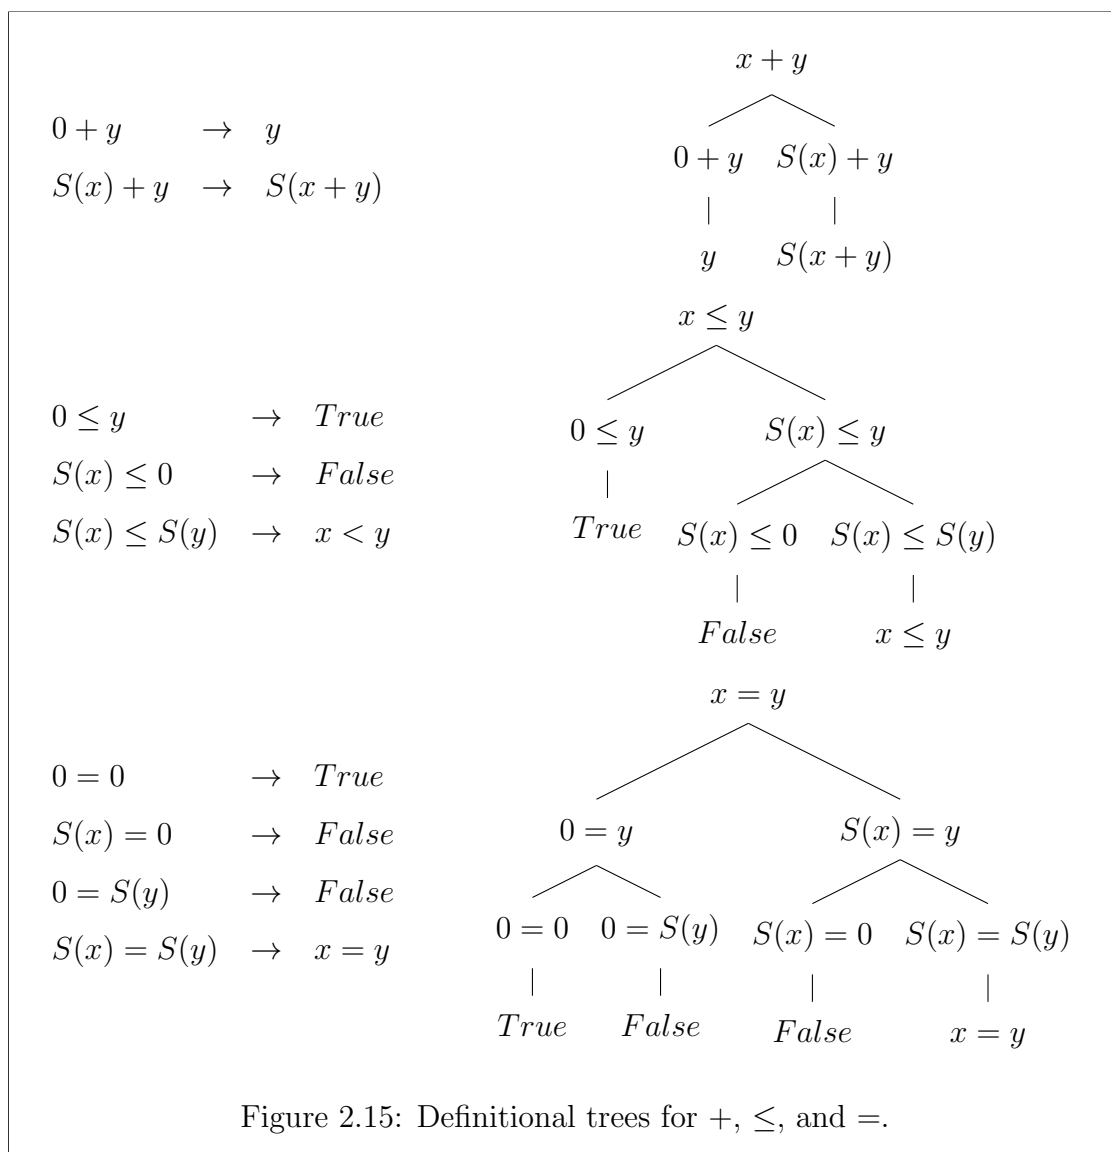 x + y
0 + y → y
0 + y S(x) + y
S(x) + y → S(x + y)
y S(x + y)
x ≤ y
0 ≤ y → True
0 ≤ y S(x) ≤ y
S(x) ≤ 0 → False
S(x) ≤ S(y) → x < y
True S(x) ≤ 0 S(x) ≤ S(y)
False x ≤ y
x = y
0 = 0 → True
S(x) = 0 → False
0 = y S(x) = y
0 = S(y) → False
S(x) = S(y) → x = y
0 = 0 0 = S(y) S(x) = 0 S(x) = S(y)
True False False x = y
Figure 2.15: Definitional trees for +, ≤, and =.